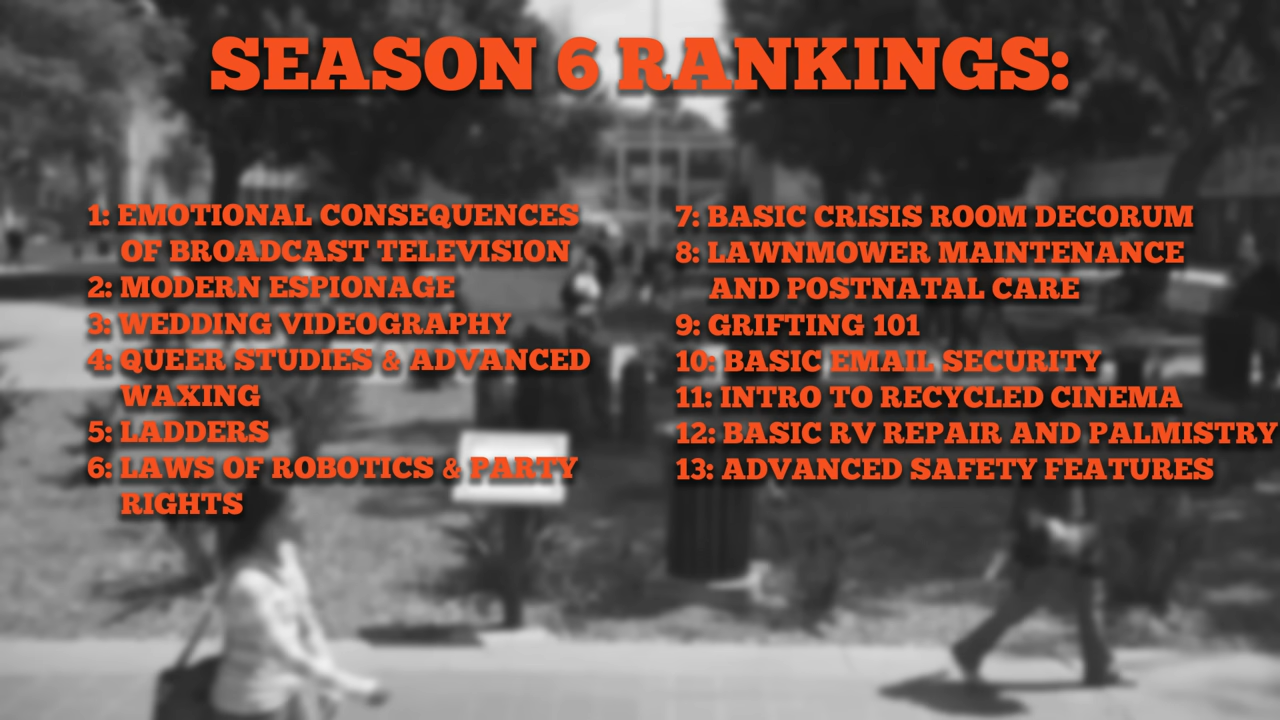 SEASON 6 RANKINGS:
1: EMOTIONAL CONSEQUENCES
OF BROADCAST TELEVISION
2: MODERN ESPIONAGE
3: WEDDING VIDEOGRAPHY
4: QUEER STUDIES & ADVANCED
WAXING
5: LADDERS
6: LAWS OF ROBOTICS & PARTY
RIGHTS
7: BASIC CRISIS ROOM DECORUM
8: LAWNMOWER MAINTENANCE
AND POSTNATAL CARE
9: GRIFTING 101
10: BASIC EMAIL SECURITY
11: INTRO TO RECYCLED CINEMA
12: BASIC RV REPAIR AND PALMISTRY
13: ADVANCED SAFETY FEATURES